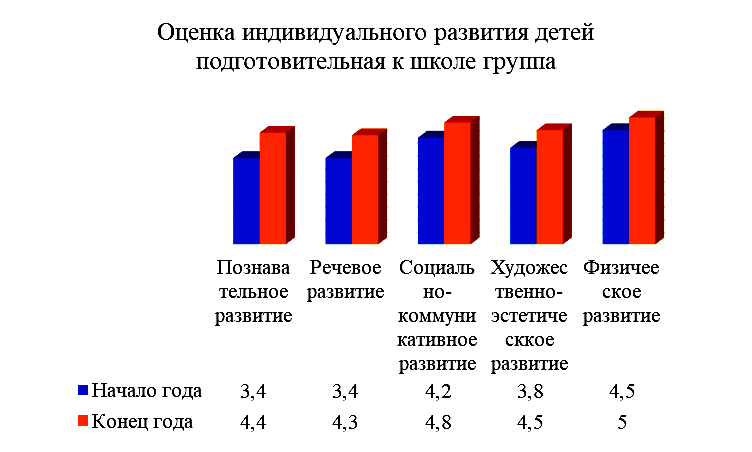 Оценка индивидуального развития детей
подготовительная к школе группа
Познава
тельное
развитие
Речевое
развитие
Социаль
но-
коммуни
кативное
развитие
Художес
твенно-
эстетиче
сккое
развитие
Физичее
ское
развитие
Начало года 3,4 3,4 4,2 3,8 4,5
Конец года 4,4 4,3 4,8 4,5 5